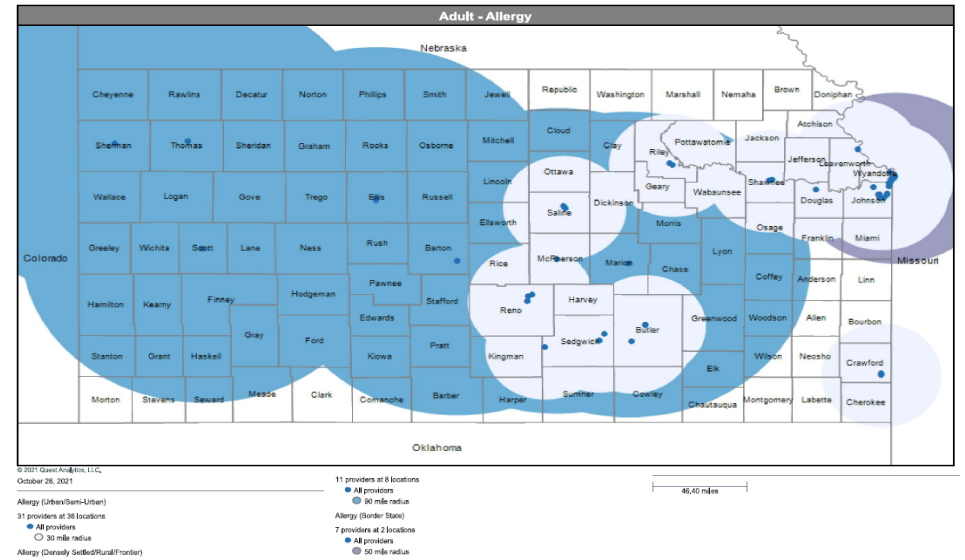 Adult - Allergy
Nebraska
Cheyenne Rawlins Decatur Norton Phillips Smith Jewell Republic Washington Marshall Nemaha Brown Doniphan
Atchison
Sherman Thomas Sheridan Graham Rooks Osborne Mitchell Cloud Clay Riley Pottawatomie Jackson Jefferson Leavenworth
Wyandotte
Lincoln Ottawa Geary Wabaunsee Shawnee
Wallace Logan Gove Trego Ellis Russell Dickinson Douglas Johnson
Ellsworth Saline Morris Osage
Greeley Wichita Scott Lane Ness Rush Barton Rice McPherson Marion Chase Lyon Franklin Miami
Colorado Missouri
Pawnee Coffey Anderson Linn
Hamilton Kearny Finney Hodgeman Stafford Reno Harvey
Edwards Butler Greenwood Woodson Allen Bourbon
Gray Ford Pratt Kingman Sedgwick
Stanton Grant Haskell Kiowa Elk Wilson Neosho Crawford
Morton Stevens Seward Meade Clark Comanche Barber Harper Sumner Cowley Chautauqua Montgomery Labette Cherokee
Oklahoma
© 2021 Quest Analytics, LLC.
October 26, 2021
Allergy (Urban/Semi-Urban)
31 providers at 36 locations
All providers
30 mile radius
Allergy (Densely Settled/Rural/Frontier)
11 providers at 8 locations
All providers
90 mile radius
Allergy (Border State)
7 providers at 2 locations
All providers
50 mile radius
46.40 miles